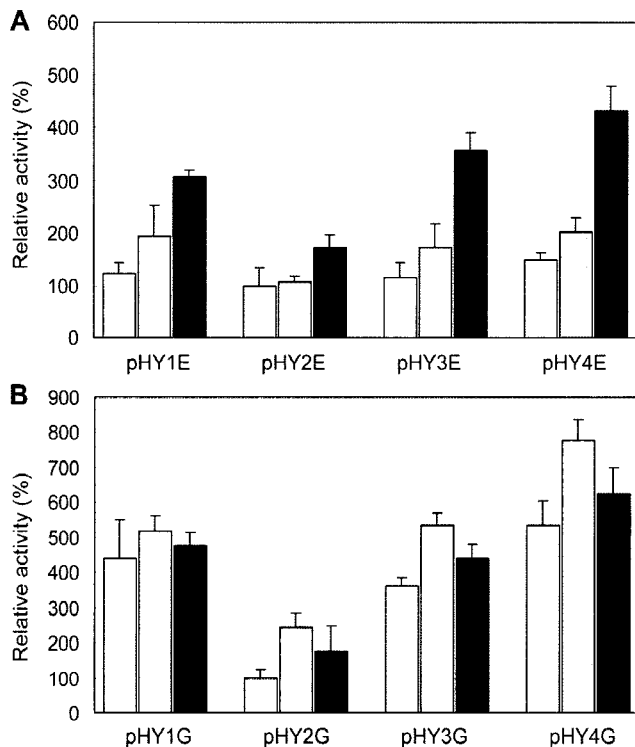 A
Relative activity (%)
600
500
400
300
200
100
0
pHY1E pHY2E pHY3E pHY4E
B
Relative activity (%)
900
800
700
600
500
400
300
200
100
0
pHY1G pHY2G pHY3G pHY4G